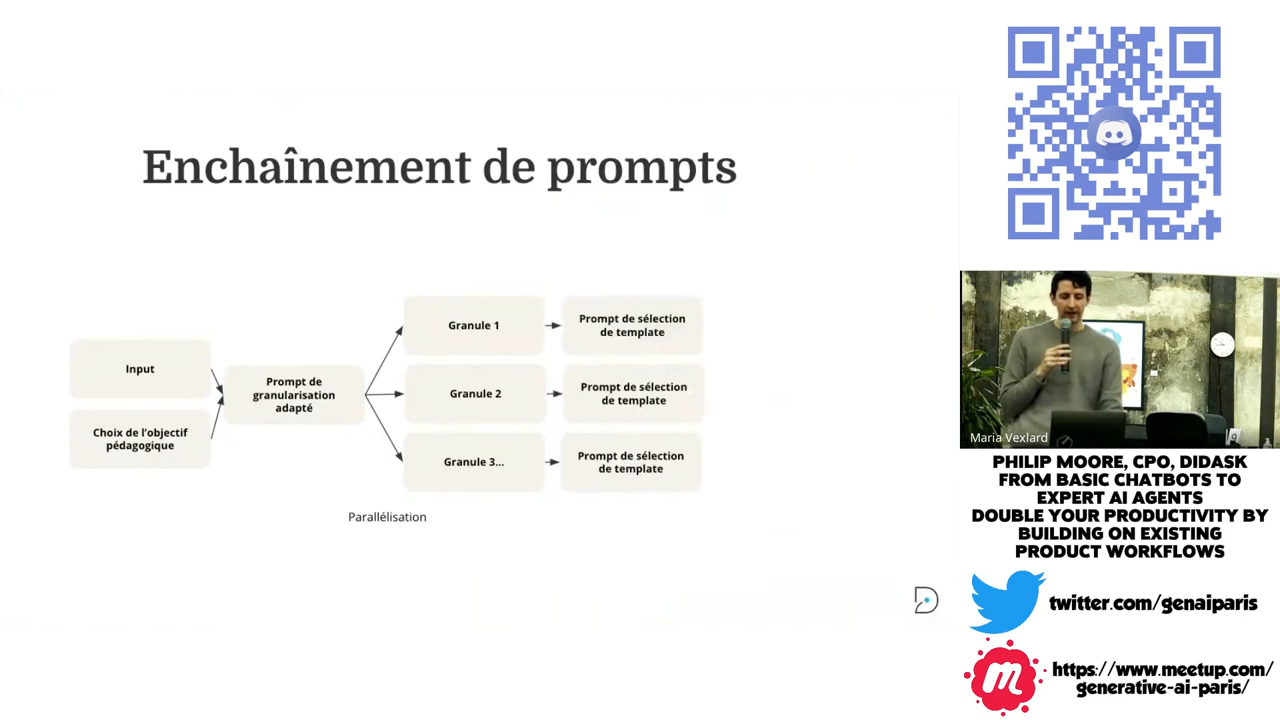 Enchaînement de prompts
Input
Choix de l'objectif
pédagogique
Prompt de
granularisation
adapté
Granule 1
Granule 2
Granule 3...
Prompt de sélection
de template
Prompt de sélection
de template
Prompt de sélection
de template
Parallélisation
Maria Vexlard
PHILIP MOORE, CPO, DIDASK
FROM BASIC CHATBOTS TO
EXPERT AI AGENTS
DOUBLE YOUR PRODUCTIVITY BY
BUILDING ON EXISTING
PRODUCT WORKFLOWS
twitter.com/genaiparis
https://www.meetup.com/
generative-ai-paris/